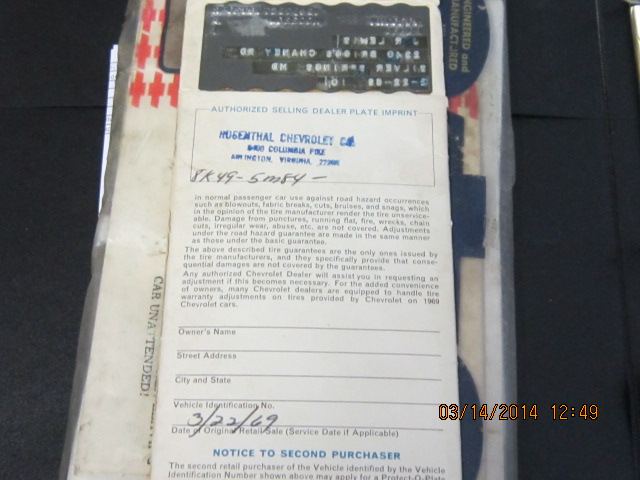 ENGINEERED and
MANUFACTURED
AUTHORIZED SELLING DEALER PLATE IMPRINT
ROSENTHAL CHEVROLET CO.
COLUMBIA PIKE
ARLINGTON, VIRGINIA,
In normal passenger car use against road hazard occurrences
such as blowouts, fabric breaks, cuts, bruises, and snags, which
in the opinion of the tire manufacturer render the tire unservice-
able. Damage from punctures, running flat, fire, wrecks, chain
cuts, irregular wear, abuse, etc. are not covered. Adjustments
under the road hazard guarantee are made in the same manner
as those under the basic guarantee.
The above described tire guarantees are the only ones issued by
the tire manufacturers, and they specifically provide that conse-
quential damages are not covered by the guarantees.
Any authorized Chevrolet Dealer will assist you in requesting an
adjustment if this becomes necessary. For the added convenience
of owners, many Chevrolet dealers are equipped to handle tire
warranty adjustments on tires provided by Chevrolet on 1969
Chevrolet cars.
Owner's Name
Street Address
City and State
Vehicle Identification No.
3/22/69
Date of Original Retail Sale (Service Date if Applicable)
NOTICE TO SECOND PURCHASER
The second retail purchaser of the Vehicle identified by the Vehicle
Identification Number shown above may apply for a Protect-O-Plate
CAR UNATTENDED!
03/14/2014 12:49